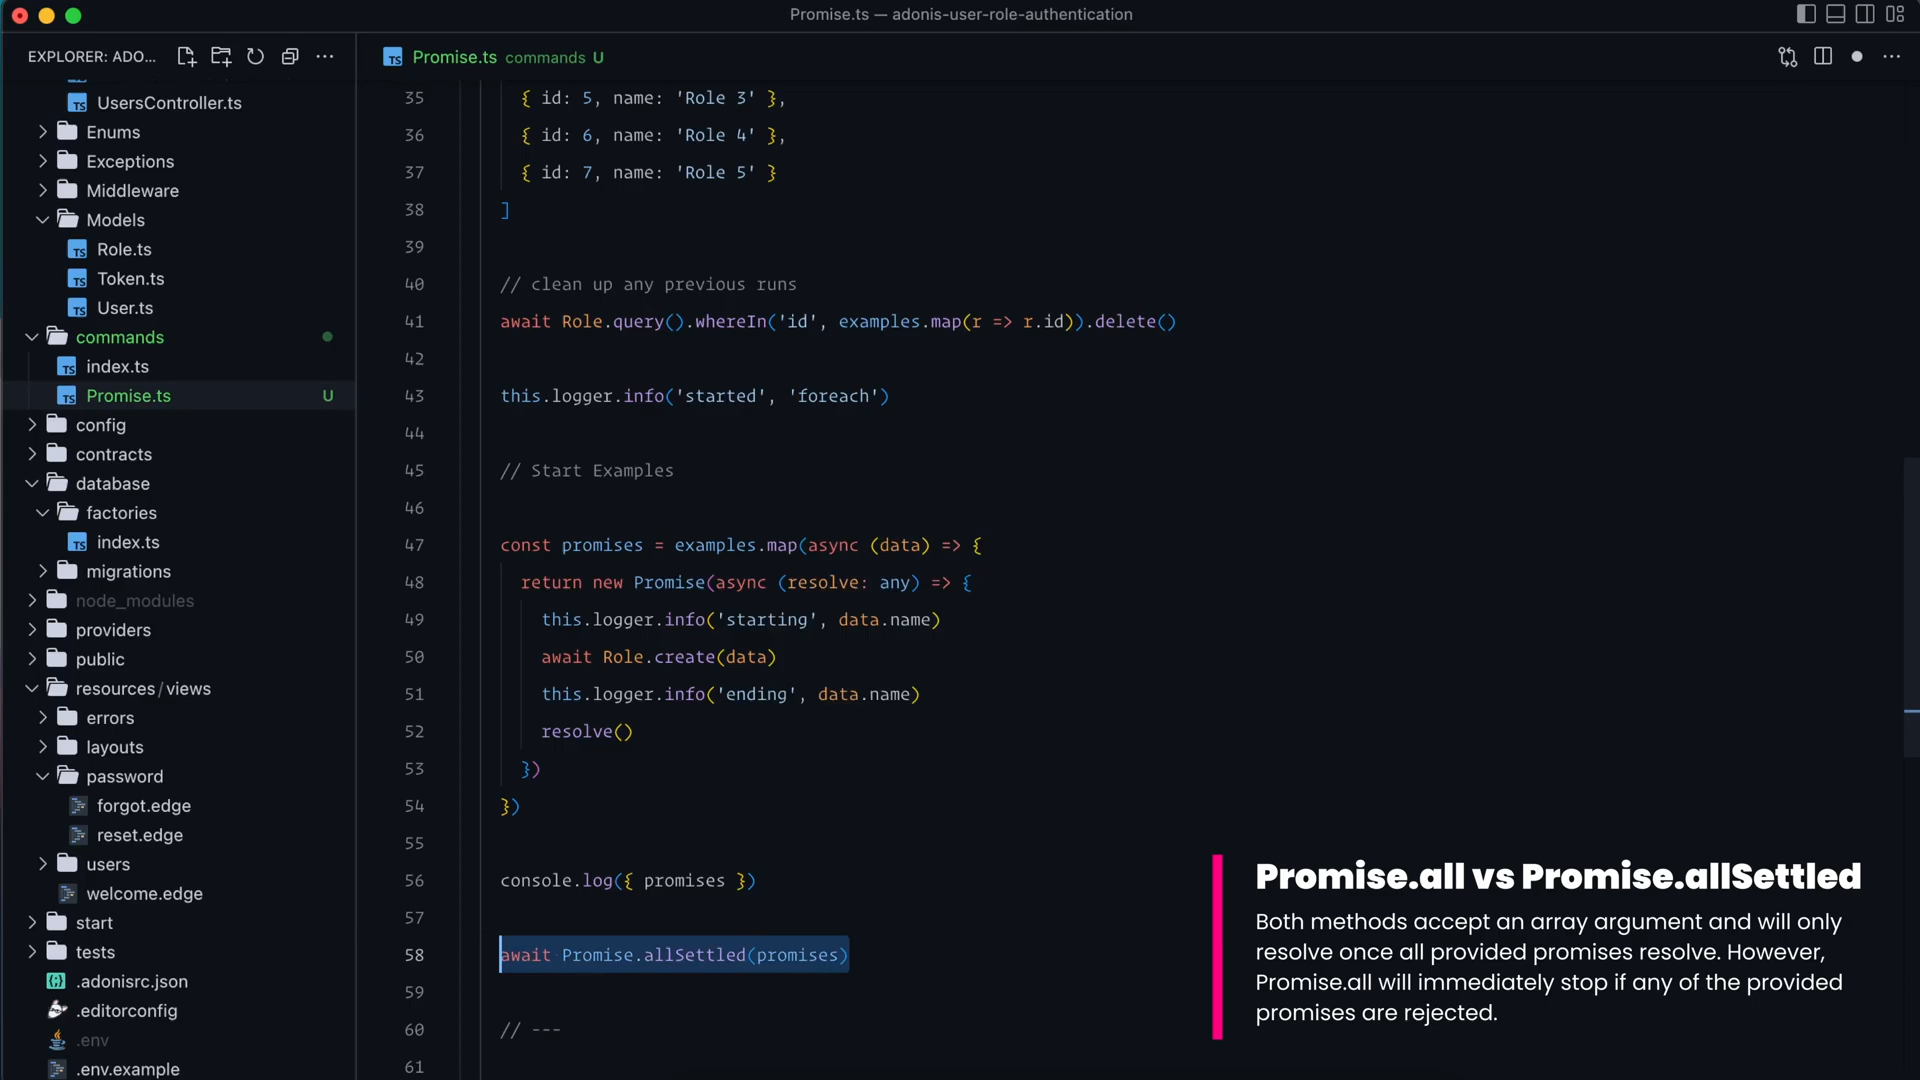 Promise.ts — adonis-user-role-authentication
EXPLORER: ADO...
UsersController.ts
Enums
Exceptions
Middleware
Models
Role.ts
Token.ts
User.ts
commands
index.ts
Promise.ts U
config
contracts
database
factories
index.ts
migrations
node_modules
providers
public
resources/views
errors
layouts
password
forgot.edge
reset.edge
users
welcome.edge
start
tests
.adonisrc.json
.editorconfig
.env
.env.example
Promise.ts commands U
35 { id: 5, name: 'Role 3' },
36 { id: 6, name: 'Role 4' },
37 { id: 7, name: 'Role 5' }
38 ]
39
40 // clean up any previous runs
41 await Role.query().whereIn('id', examples.map(r => r.id)).delete()
42
43 this.logger.info('started', 'foreach')
44
45 // Start Examples
46
47 const promises = examples.map(async (data) => {
48 return new Promise(async (resolve: any) => {
49 this.logger.info('starting', data.name)
50 await Role.create(data)
51 this.logger.info('ending', data.name)
52 resolve()
53 })
54 })
55
56 console.log({ promises })
57
58 await Promise.allSettled(promises)
59
60 // ---
61
Promise.all vs Promise.allSettled
Both methods accept an array argument and will only
resolve once all provided promises resolve. However,
Promise.all will immediately stop if any of the provided
promises are rejected.